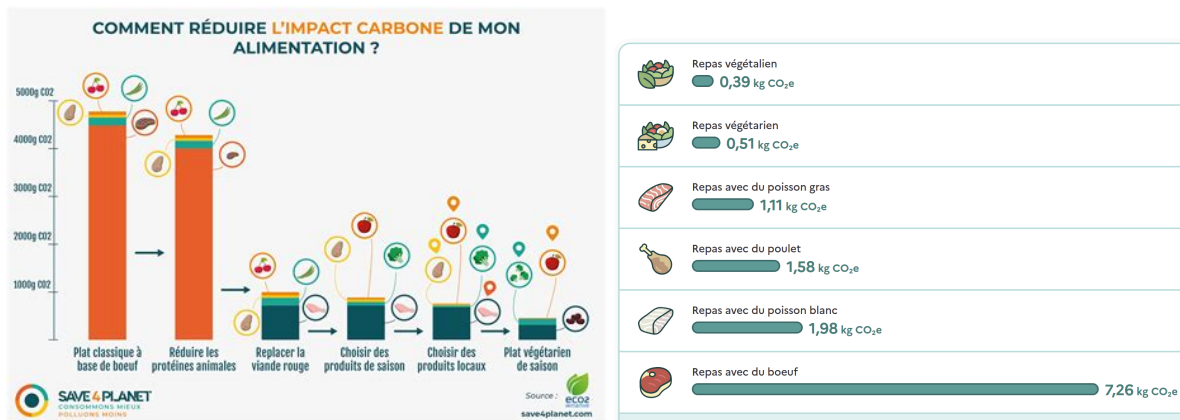 COMMENT RÉDUIRE L'IMPACT CARBONE DE MON
ALIMENTATION ?
5000g CO2
4000g CO2
3000g CO2
2000g CO2
1000g CO2
Plat classique à
base de boeuf
Réduire les
protéines animales
Replacer la
viande rouge
Choisir des
produits de saison
Choisir des
produits locaux
Plat végétarien
de saison
SAVE4PLANET
CONSOMMONS MIEUX
POLLUONS MOINS
Source :
eco2
initiative
save4planet.com
Repas végétalien
0,39 kg CO₂e
Repas végétarien
0,51 kg CO₂e
Repas avec du poisson gras
1,11 kg CO₂e
Repas avec du poulet
1,58 kg CO₂e
Repas avec du poisson blanc
1,98 kg CO₂e
Repas avec du boeuf
7,26 kg CO₂e